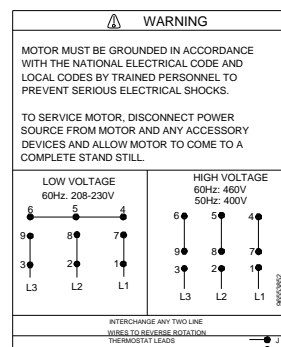 WARNING
MOTOR MUST BE GROUNDED IN ACCORDANCE
WITH THE NATIONAL ELECTRICAL CODE AND
LOCAL CODES BY TRAINED PERSONNEL TO
PREVENT SERIOUS ELECTRICAL SHOCKS.
TO SERVICE MOTOR, DISCONNECT POWER
SOURCE FROM MOTOR AND ANY ACCESSORY
DEVICES AND ALLOW MOTOR TO COME TO A
COMPLETE STAND STILL.
LOW VOLTAGE
60Hz. 208-230V
6 5 4
9 8 7
3 2 1
L3 L2 L1
HIGH VOLTAGE
60Hz: 460V
50Hz: 400V
6 5 4
9 8 7
3 2 1
L3 L2 L1
INTERCHANGE ANY TWO LINE
WIRES TO REVERSE ROTATION
THERMOSTAT LEADS J